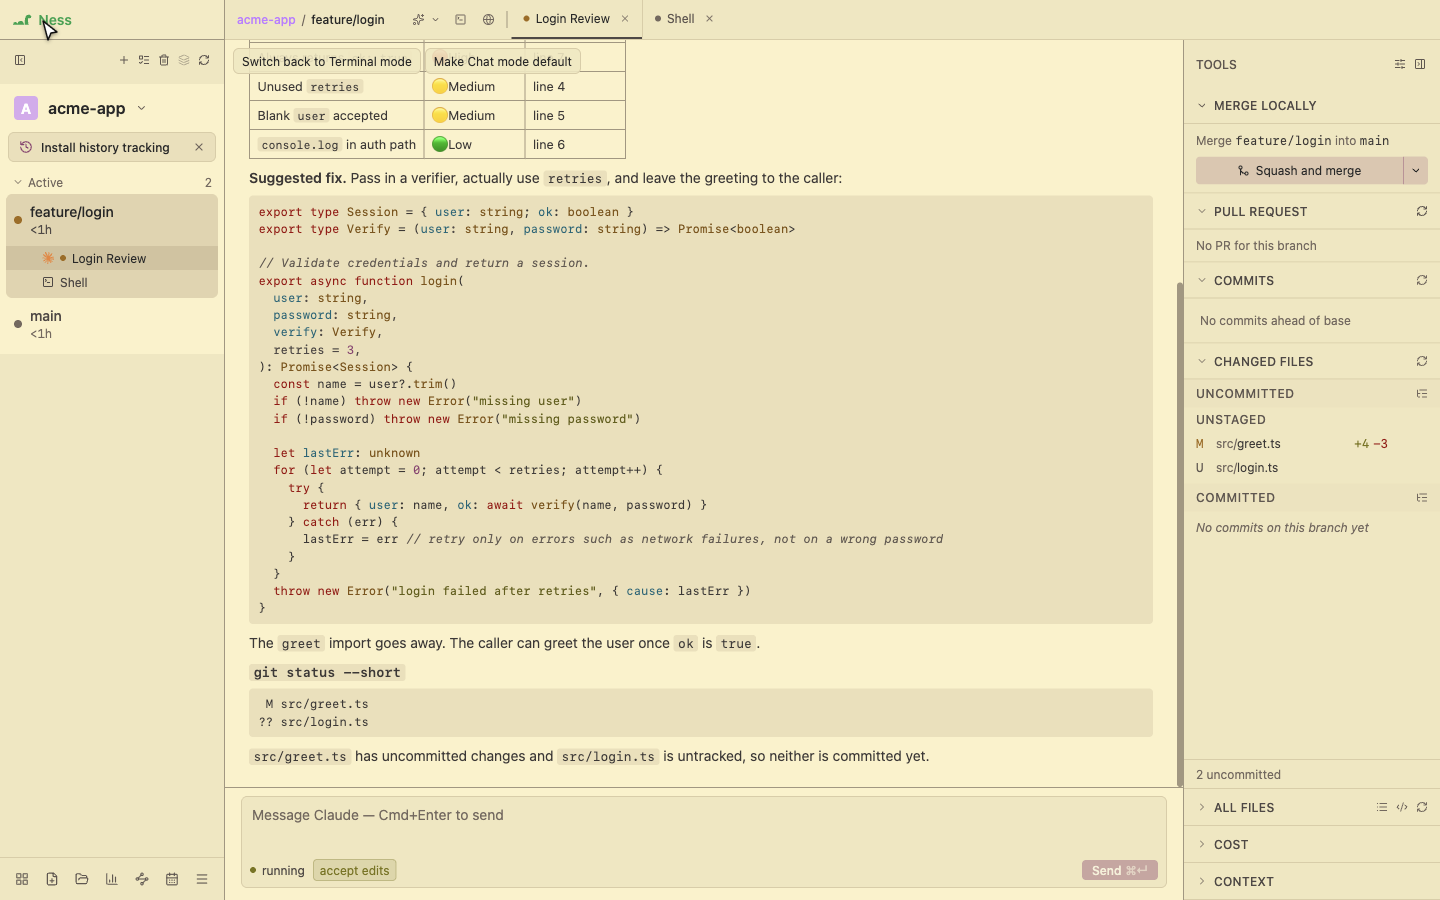 Ness
acme-app / feature/login
Login Review
Shell
A acme-app
Install history tracking
Active 2
feature/login
<1h
Login Review
Shell
main
<1h
Switch back to Terminal mode
Make Chat mode default
Unused retries Medium line 4
Blank user accepted Medium line 5
console.log in auth path Low line 6
Suggested fix. Pass in a verifier, actually use retries, and leave the greeting to the caller:
export type Session = { user: string; ok: boolean }
export type Verify = (user: string, password: string) => Promise<boolean>
// Validate credentials and return a session.
export async function login(
  user: string,
  password: string,
  verify: Verify,
  retries = 3,
): Promise<Session> {
  const name = user?.trim()
  if (!name) throw new Error("missing user")
  if (!password) throw new Error("missing password")
  let lastErr: unknown
  for (let attempt = 0; attempt < retries; attempt++) {
    try {
      return { user: name, ok: await verify(name, password) }
    } catch (err) {
      lastErr = err // retry only on errors such as network failures, not on a wrong password
    }
  }
  throw new Error("login failed after retries", { cause: lastErr })
}
The greet import goes away. The caller can greet the user once ok is true.
git status --short
 M src/greet.ts
?? src/login.ts
src/greet.ts has uncommitted changes and src/login.ts is untracked, so neither is committed yet.
Message Claude — Cmd+Enter to send
running
accept edits
Send ⌘↵
TOOLS
MERGE LOCALLY
Merge feature/login into main
Squash and merge
PULL REQUEST
No PR for this branch
COMMITS
No commits ahead of base
CHANGED FILES
UNCOMMITTED
UNSTAGED
M src/greet.ts +4 −3
U src/login.ts
COMMITTED
No commits on this branch yet
2 uncommitted
ALL FILES
COST
CONTEXT